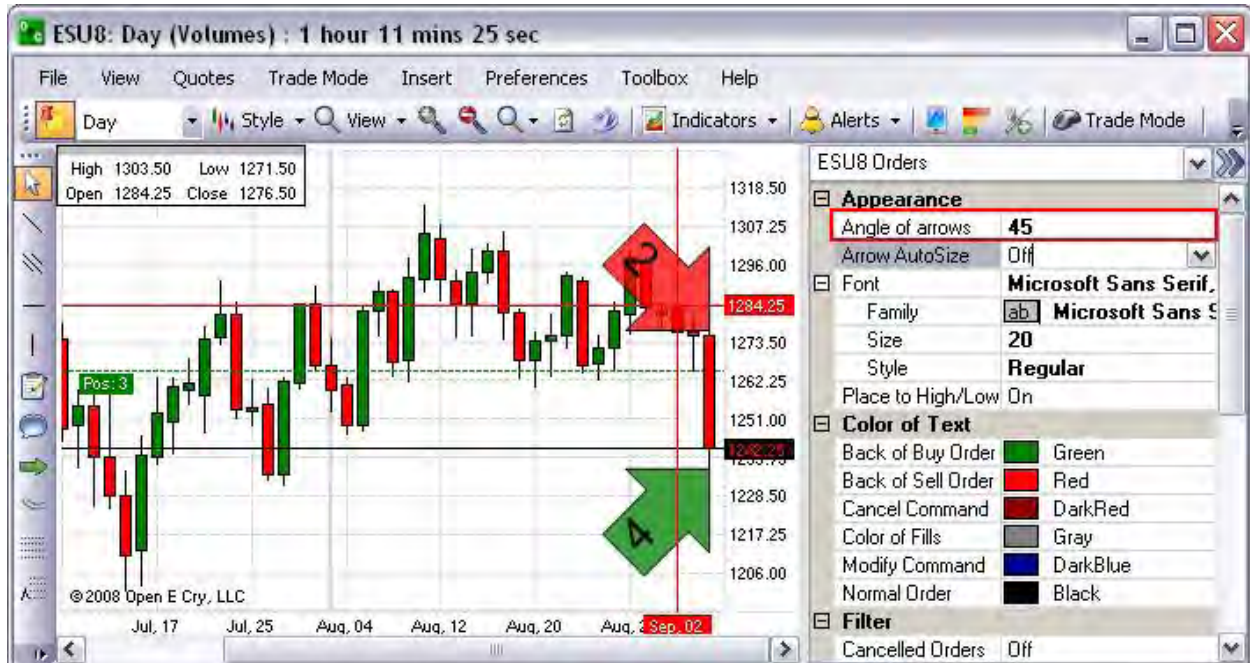 ESU8: Day (Volumes) : 1 hour 11 mins 25 sec
File View Quotes Trade Mode Insert Preferences Toolbox Help
Day Style View Indicators Alerts Trade Mode
High 1303.50 Low 1271.50
Open 1284.25 Close 1276.50
Pos: 3
2
4
1318.50
1307.25
1296.00
1284.25
1273.50
1262.25
1251.00
1242.25
1228.50
1217.25
1206.00
© 2008 Open E Cry, LLC
Jul, 17 Jul, 25 Aug, 04 Aug, 12 Aug, 20 Aug, Sep, 02
ESU8 Orders
Appearance
Angle of arrows 45
Arrow AutoSize Off
Font Microsoft Sans Serif,
Family ab Microsoft Sans S
Size 20
Style Regular
Place to High/Low On
Color of Text
Back of Buy Order Green
Back of Sell Order Red
Cancel Command DarkRed
Color of Fills Gray
Modify Command DarkBlue
Normal Order Black
Filter
Cancelled Orders Off